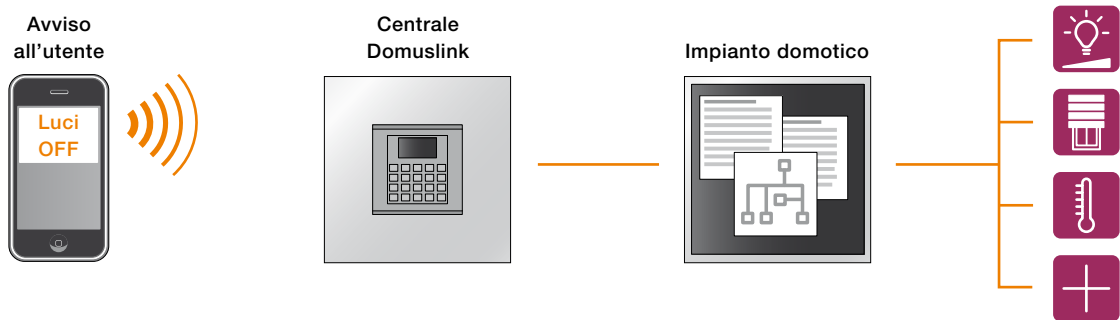 Avviso
all’utente
Luci
OFF
Centrale
Domuslink
Impianto domotico